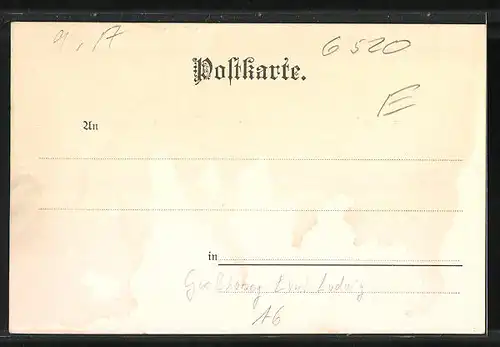 9, 17
6520
Postkarte.
E
An
in
Großherzog Ernst Ludwig
16